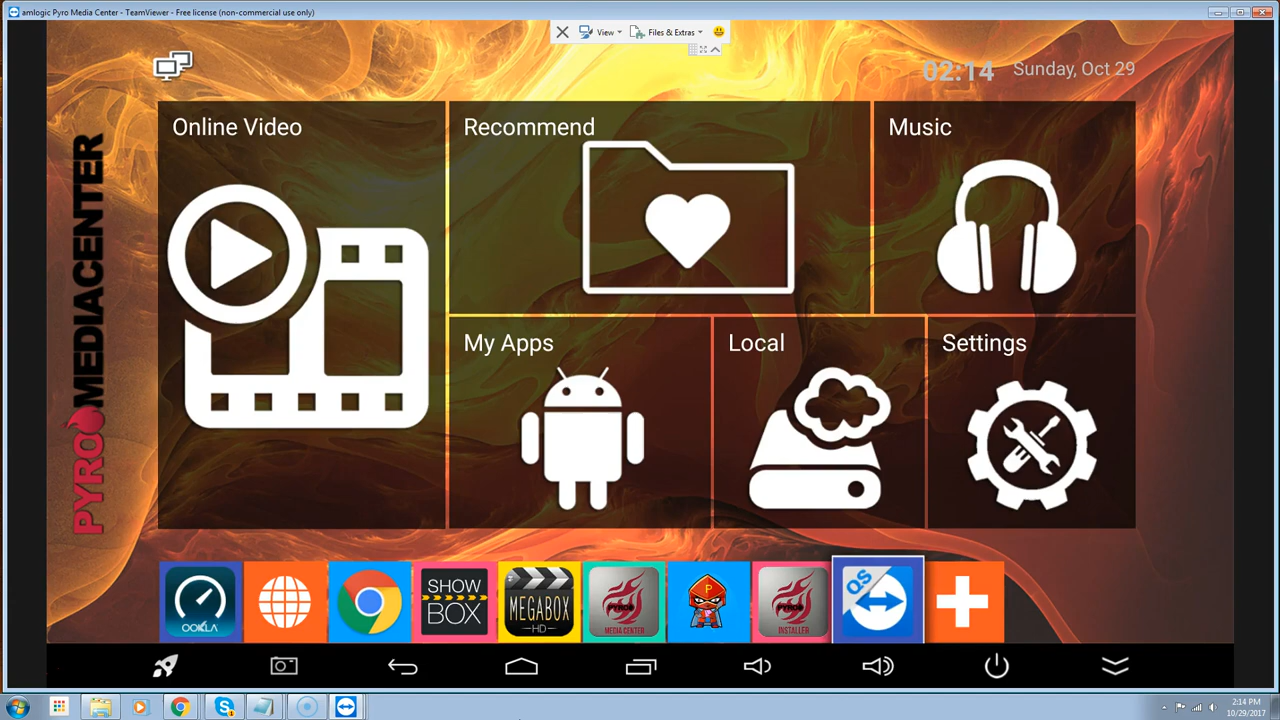 amlogic Pyro Media Center - TeamViewer - Free license (non-commercial use only)
View
Files & Extras
02:14
Sunday, Oct 29
Online Video
Recommend
Music
PYRO MEDIACENTER
My Apps
Local
Settings
OOKLA
SHOW
BOX
MEGABOX
HD
PYRO
MEDIA CENTER
P
PYRO
INSTALLER
QS
2:14 PM
10/29/2017